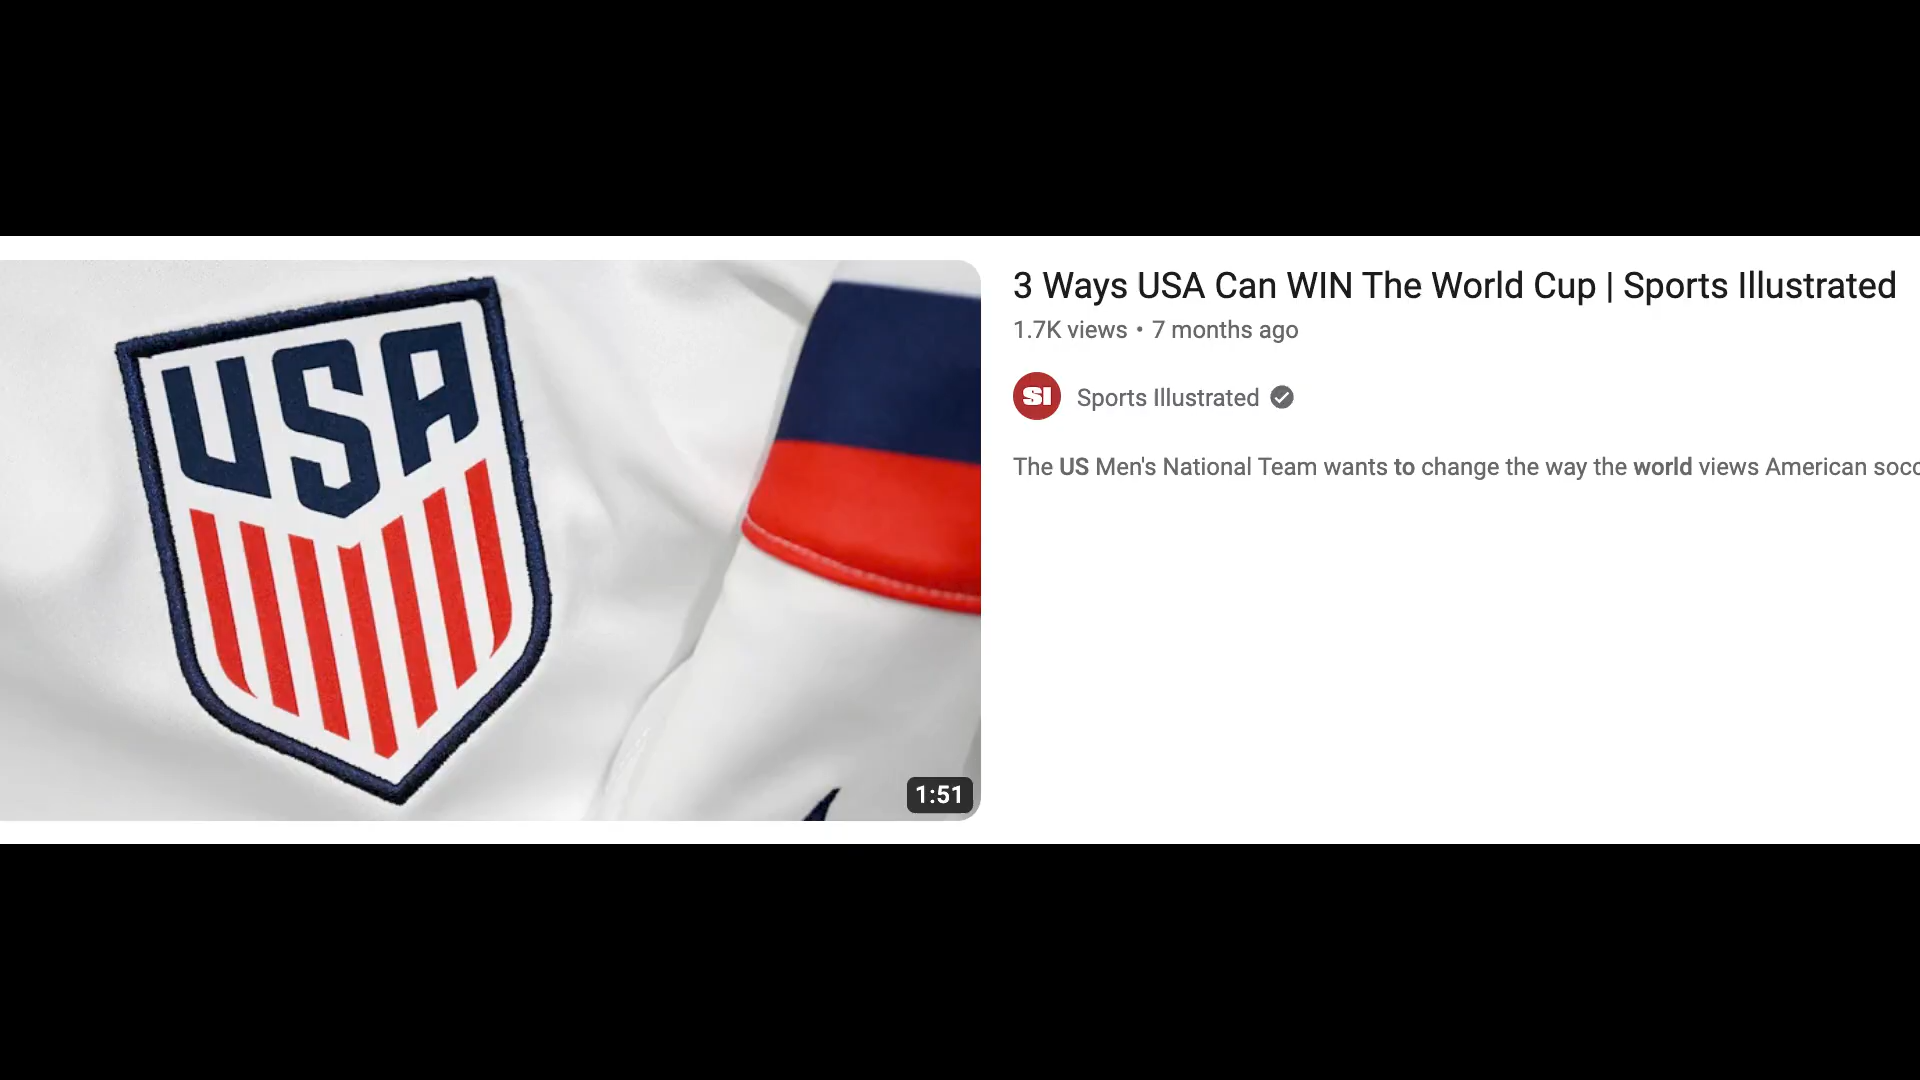 USA
1:51
3 Ways USA Can WIN The World Cup | Sports Illustrated
1.7K views • 7 months ago
SI Sports Illustrated
The US Men's National Team wants to change the way the world views American socc